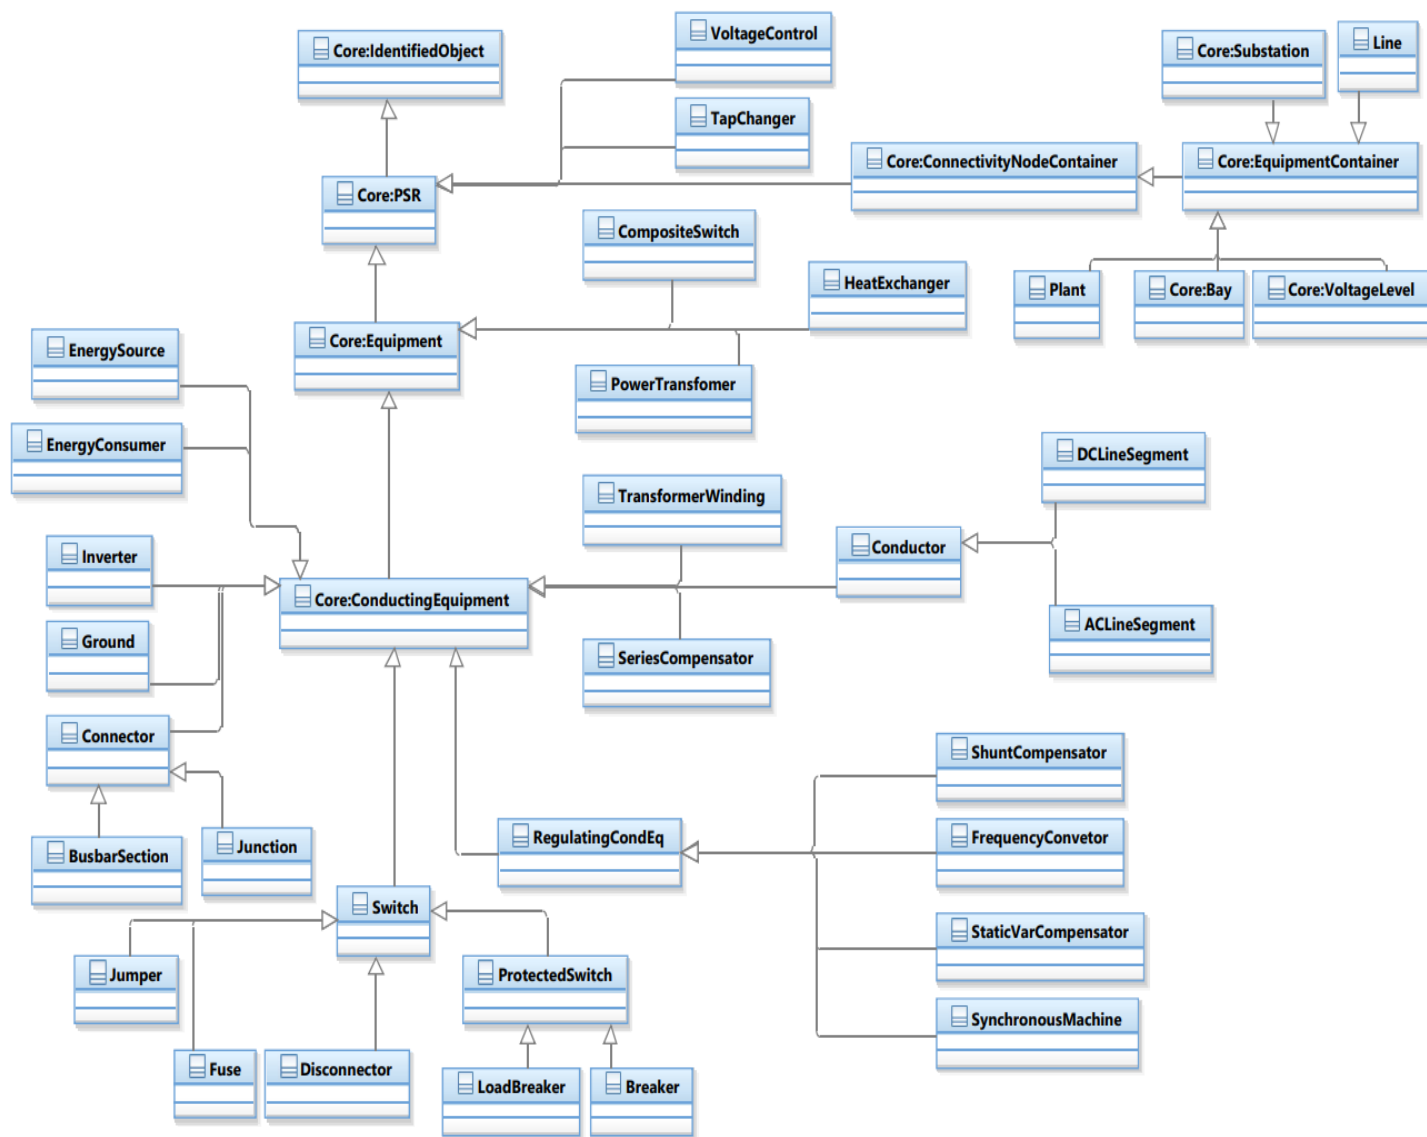 VoltageControl
Core:IdentifiedObject
Core:Substation
Line
TapChanger
Core:ConnectivityNodeContainer
Core:EquipmentContainer
Core:PSR
CompositeSwitch
HeatExchanger
Plant
Core:Bay
Core:VoltageLevel
Core:Equipment
EnergySource
PowerTransfomer
EnergyConsumer
DCLineSegment
TransformerWinding
Conductor
Inverter
Core:ConductingEquipment
Ground
ACLineSegment
SeriesCompensator
Connector
ShuntCompensator
RegulatingCondEq
FrequencyConvetor
Junction
BusbarSection
Switch
StaticVarCompensator
Jumper
ProtectedSwitch
SynchronousMachine
Fuse
Disconnector
LoadBreaker
Breaker